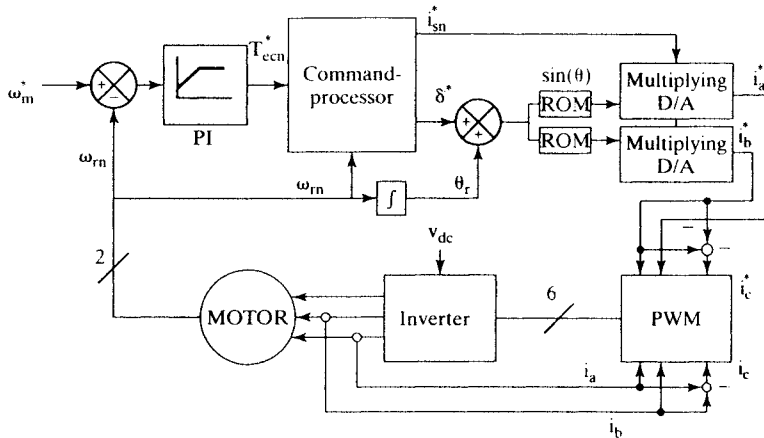 i*sn
T*ecn
Command-
processor
sin(θ)
Multiplying
D/A
i*a
ω*m
+
−
δ*
+
+
ROM
ROM
Multiplying
D/A
i*b
PI
ωrn
ωrn
∫
θr
2
vdc
−
−
MOTOR
Inverter
6
PWM
i*c
ia
ic
−
ib